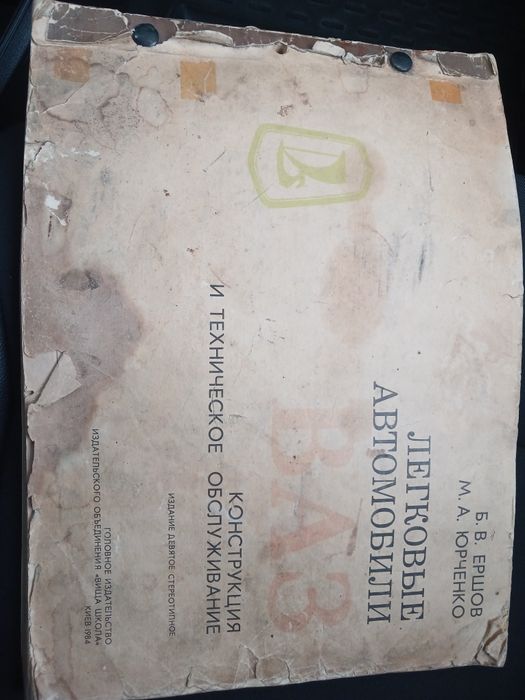 Б. В. ЕРШОВ
М. А. ЮРЧЕНКО
ЛЕГКОВЫЕ
АВТОМОБИЛИ
ВАЗ
КОНСТРУКЦИЯ
И ТЕХНИЧЕСКОЕ ОБСЛУЖИВАНИЕ
ИЗДАНИЕ ДЕВЯТОЕ СТЕРЕОТИПНОЕ
ГОЛОВНОЕ ИЗДАТЕЛЬСТВО
ИЗДАТЕЛЬСКОГО ОБЪЕДИНЕНИЯ «ВИЩА ШКОЛА»
КИЕВ-1984